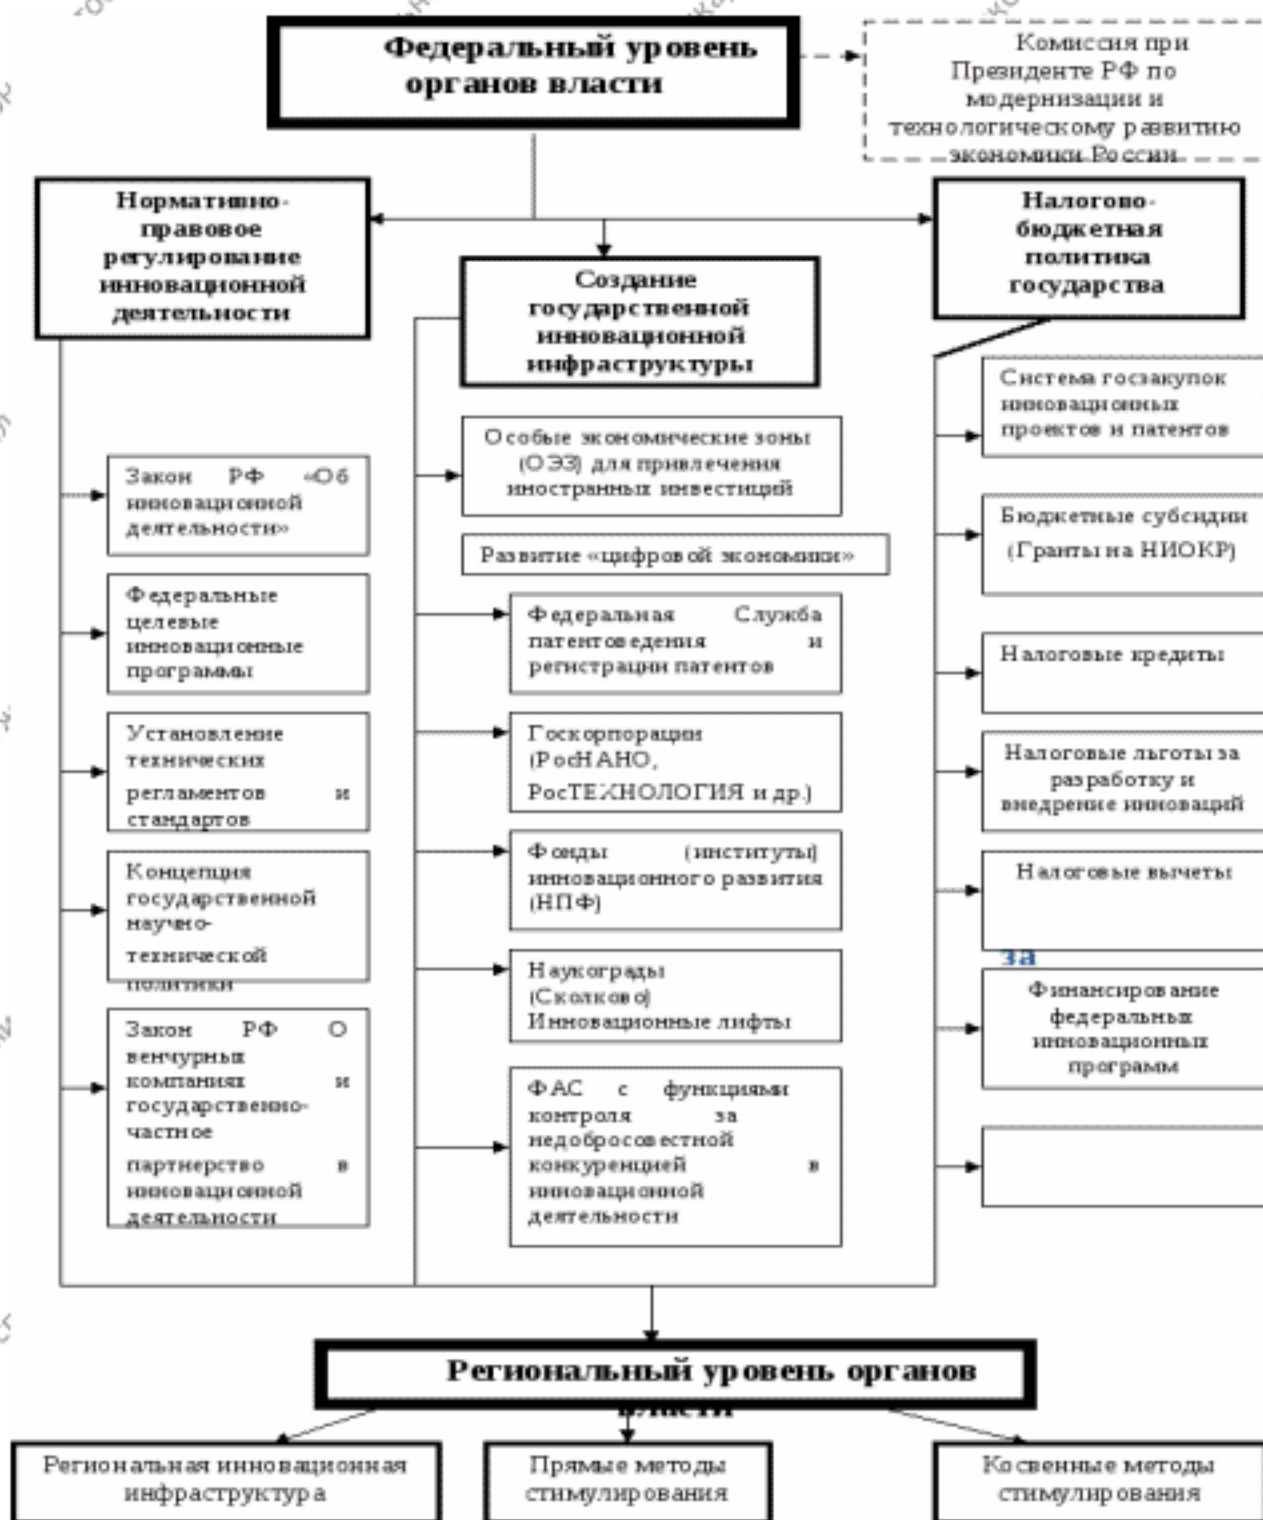 Федеральный уровень
органов власти
Комиссия при
Президенте РФ по
модернизации и
технологическому развитию
экономики России
Нормативно-
правовое
регулирование
инновационной
деятельности
Создание
государственной
инновационной
инфраструктуры
Налогово-
бюджетная
политика
государства
Закон РФ «Об
инновационной
деятельности»
Федеральные
целевые
инновационные
программы
Установление
технических
регламентов и
стандартов
Концепция
государственной
научно-
технической
политики
Закон РФ О
венчурных
компаниях и
государственно-
частное
партнерство в
инновационной
деятельности
Особые экономические зоны
(ОЭЗ) для привлечения
иностранных инвестиций
Развитие «цифровой экономики»
Федеральная Служба
патентоведения и
регистрации патентов
Госкорпорации
(РосНАНО,
РосТЕХНОЛОГИЯ и др.)
Фонды (институты)
инновационного развития
(НПФ)
Наукограды
(Сколково)
Инновационные лифты
ФАС с функциями
контроля за
недобросовестной
конкуренцией в
инновационной
деятельности
Система госзакупок
инновационных
проектов и патентов
Бюджетные субсидии
(Гранты на НИОКР)
Налоговые кредиты
Налоговые льготы за
разработку и
внедрение инноваций
Налоговые вычеты
за
Финансирование
федеральных
инновационных
программ
Региональный уровень органов
власти
Региональная инновационная
инфраструктура
Прямые методы
стимулирования
Косвенные методы
стимулирования